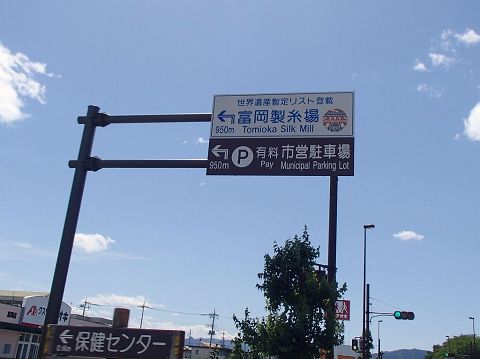 世界遺産暫定リスト登載
富岡製糸場
950m Tomioka Silk Mill
P 有料 市営駐車場
950m Pay Municipal Parking Lot
保健センター